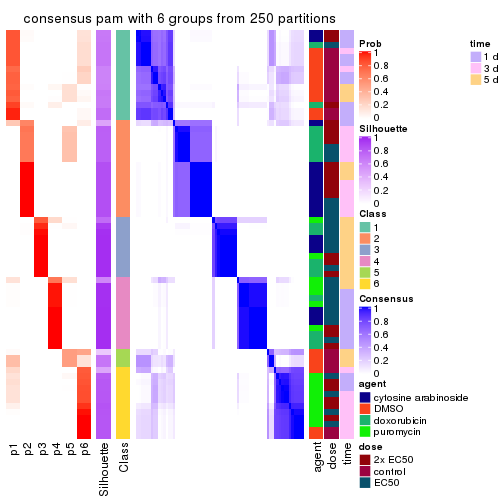 consensus pam with 6 groups from 250 partitions
Prob
1
0.8
0.6
0.4
0.2
0
time
1 d
3 d
5 d
Silhouette
1
0.8
0.6
0.4
0.2
0
Class
1
2
3
4
5
6
Consensus
1
0.8
0.6
0.4
0.2
0
agent
cytosine arabinoside
DMSO
doxorubicin
puromycin
dose
2x EC50
control
EC50
p1
p2
p3
p4
p5
p6
Silhouette
Class
agent
dose
time